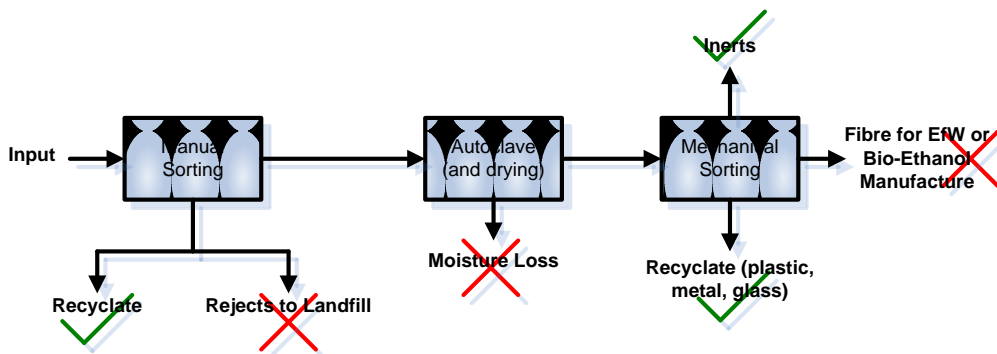 Inerts
Input
Manual
Sorting
Autoclave
(and drying)
Mechanical
Sorting
Fibre for EfW or
Bio-Ethanol
Manufacture
Moisture Loss
Recyclate (plastic,
metal, glass)
Recyclate
Rejects to Landfill